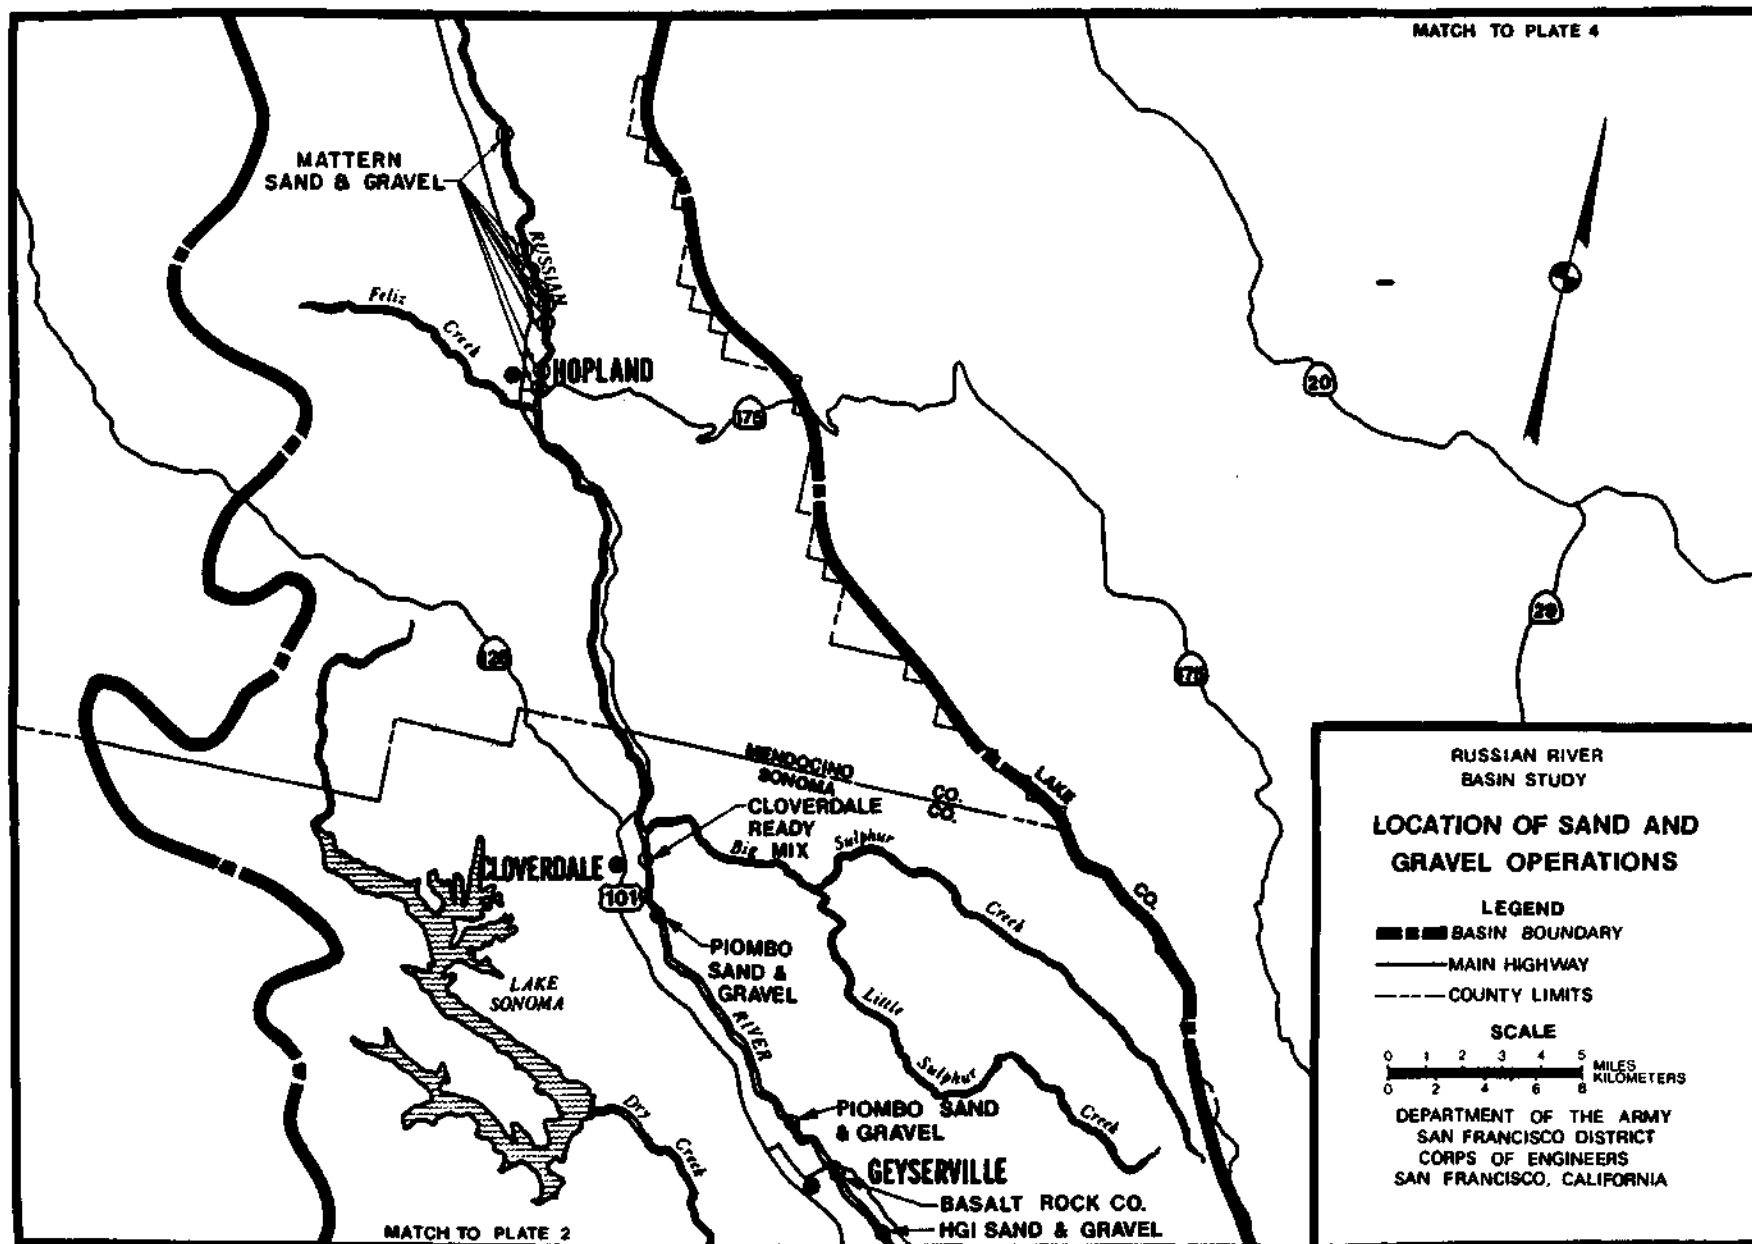 MATCH TO PLATE 4
MATTERN
SAND & GRAVEL
RUSSIAN
Feliz
Creek
HOPLAND
175
20
29
128
175
MENDOCINO CO.
SONOMA CO.
LAKE CO.
CLOVERDALE
READY
MIX
Big Sulphur Creek
CLOVERDALE
101
PIOMBO
SAND &
GRAVEL
LAKE
SONOMA
RIVER
Little Sulphur Creek
PIOMBO SAND
& GRAVEL
Dry Creek
GEYSERVILLE
BASALT ROCK CO.
HGI SAND & GRAVEL
MATCH TO PLATE 2
RUSSIAN RIVER
BASIN STUDY
LOCATION OF SAND AND
GRAVEL OPERATIONS
LEGEND
BASIN BOUNDARY
MAIN HIGHWAY
COUNTY LIMITS
SCALE
0 1 2 3 4 5 MILES
0 2 4 6 8 KILOMETERS
DEPARTMENT OF THE ARMY
SAN FRANCISCO DISTRICT
CORPS OF ENGINEERS
SAN FRANCISCO, CALIFORNIA